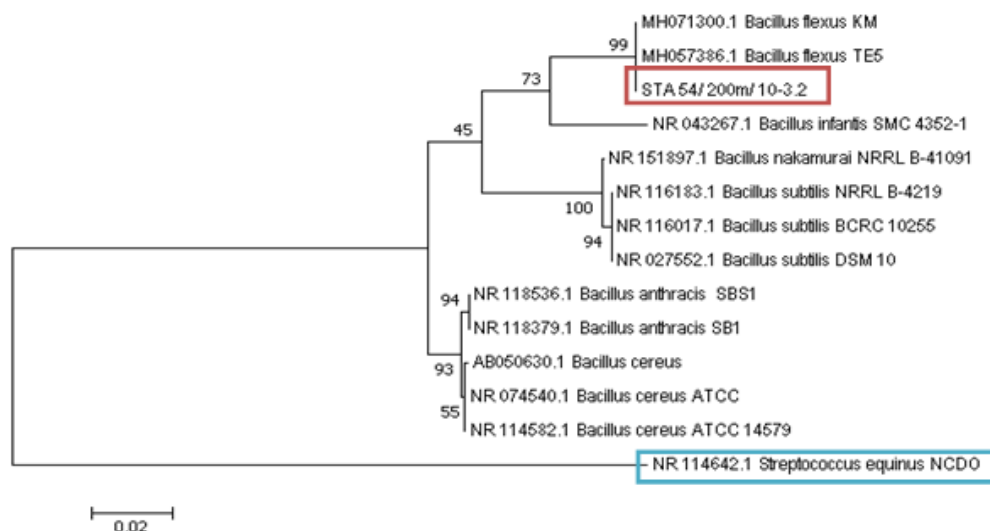 MH071300.1 Bacillus flexus KM
99
MH057386.1 Bacillus flexus TE5
73
STA 54/ 200m/ 10-3.2
NR 043267.1 Bacillus infantis SMC 4352-1
45
NR 151897.1 Bacillus nakamurai NRRL B-41091
NR 116183.1 Bacillus subtilis NRRL B-4219
100
NR 116017.1 Bacillus subtilis BCRC 10255
94
NR 027552.1 Bacillus subtilis DSM 10
94
NR 118536.1 Bacillus anthracis SBS1
NR 118379.1 Bacillus anthracis SB1
AB050630.1 Bacillus cereus
93
NR 074540.1 Bacillus cereus ATCC
55
NR 114582.1 Bacillus cereus ATCC 14579
NR 114642.1 Streptococcus equinus NCDO
0.02